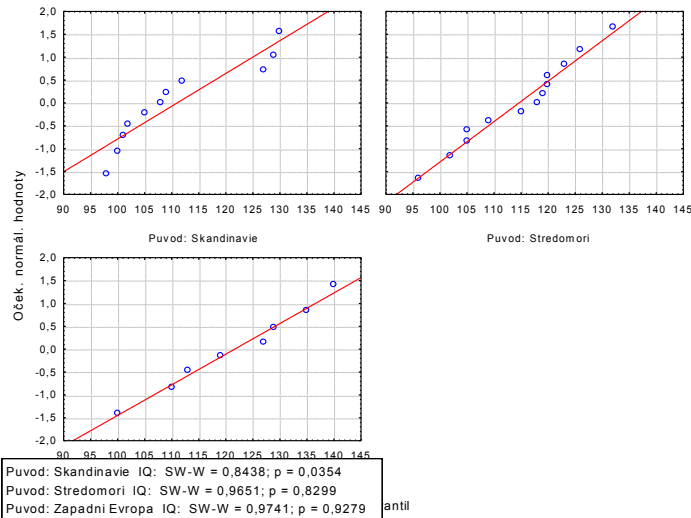 2,0
1,5
1,0
0,5
0,0
-0,5
-1,0
-1,5
-2,0
90 95 100 105 110 115 120 125 130 135 140 145
Puvod: Skandinavie
90 95 100 105 110 115 120 125 130 135 140 145
Puvod: Stredomori
Oček. normál. hodnoty
2,0
1,5
1,0
0,5
0,0
-0,5
-1,0
-1,5
-2,0
90 95 100 105 110 115 120 125 130 135 140 145
Puvod: Skandinavie IQ: SW-W = 0,8438; p = 0,0354
Puvod: Stredomori IQ: SW-W = 0,9651; p = 0,8299
Puvod: Zapadni Evropa IQ: SW-W = 0,9741; p = 0,9279
antil